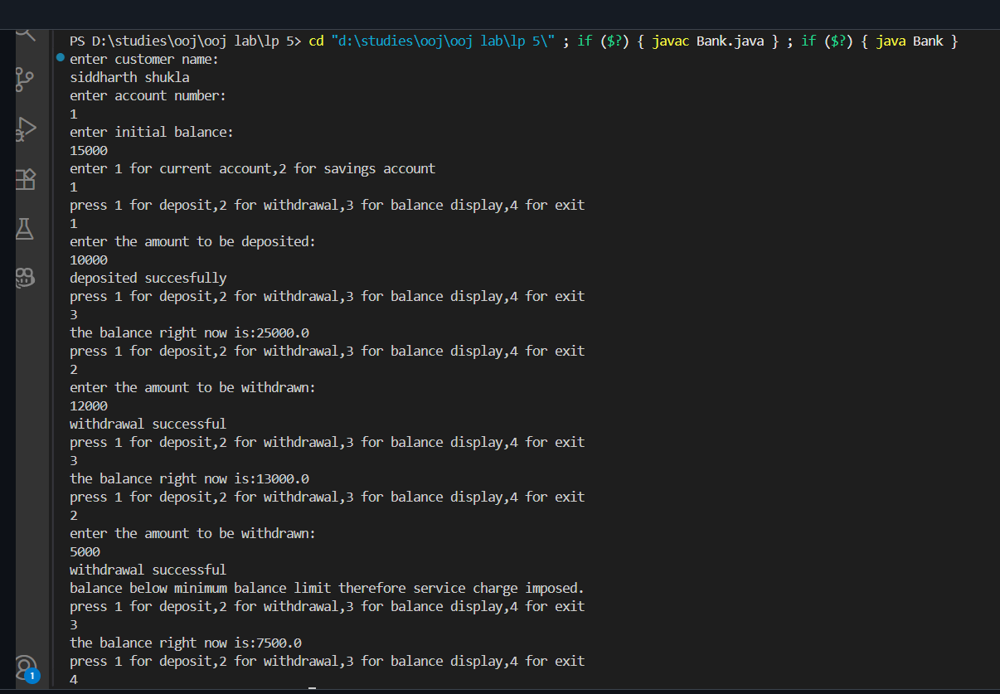 PS D:\studies\ooj\ooj lab\lp 5> cd "d:\studies\ooj\ooj lab\lp 5\" ; if ($?) { javac Bank.java } ; if ($?) { java Bank }
enter customer name:
siddharth shukla
enter account number:
1
enter initial balance:
15000
enter 1 for current account,2 for savings account
1
press 1 for deposit,2 for withdrawal,3 for balance display,4 for exit
1
enter the amount to be deposited:
10000
deposited succesfully
press 1 for deposit,2 for withdrawal,3 for balance display,4 for exit
3
the balance right now is:25000.0
press 1 for deposit,2 for withdrawal,3 for balance display,4 for exit
2
enter the amount to be withdrawn:
12000
withdrawal successful
press 1 for deposit,2 for withdrawal,3 for balance display,4 for exit
3
the balance right now is:13000.0
press 1 for deposit,2 for withdrawal,3 for balance display,4 for exit
2
enter the amount to be withdrawn:
5000
withdrawal successful
balance below minimum balance limit therefore service charge imposed.
press 1 for deposit,2 for withdrawal,3 for balance display,4 for exit
3
the balance right now is:7500.0
press 1 for deposit,2 for withdrawal,3 for balance display,4 for exit
4
1